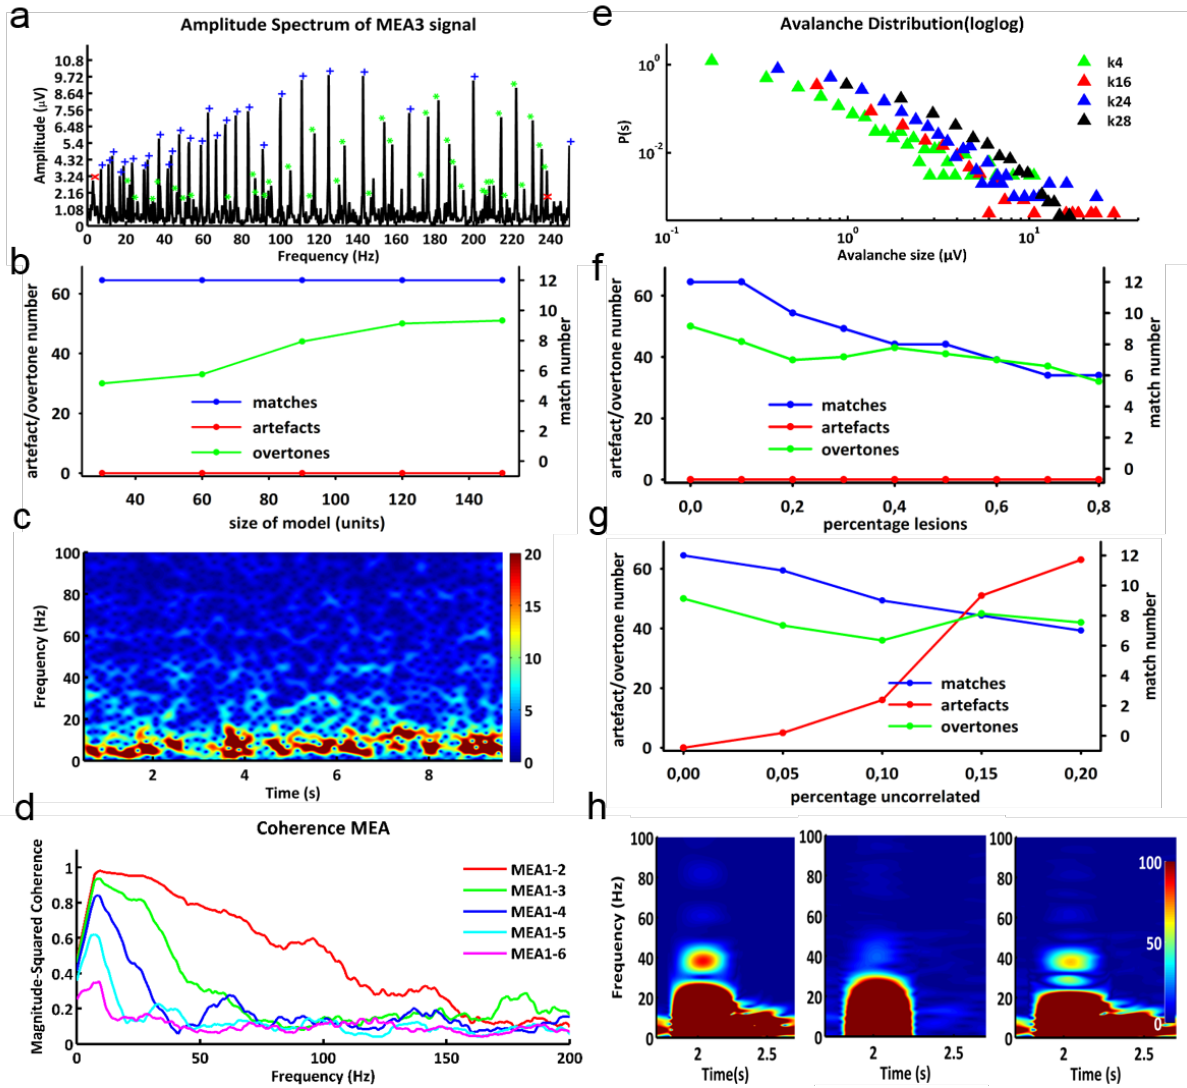 a
Amplitude Spectrum of MEA3 signal
Amplitude (µV)
10.8
9.72
8.64
7.56
6.48
5.4
4.32
3.24
2.16
1.08
0
0 20 40 60 80 100 120 140 160 180 200 220 240
Frequency (Hz)
e
Avalanche Distribution(loglog)
P(s)
10⁰
10⁻²
k4
k16
k24
k28
10⁻¹ 10⁰ 10¹
Avalanche size (µV)
b
artefact/overtone number
60
40
20
0
matches
artefacts
overtones
12
10
8
6
4
2
0
match number
40 60 80 100 120 140
size of model (units)
f
artefact/overtone number
60
40
20
0
matches
artefacts
overtones
12
10
8
6
4
2
0
match number
0,0 0,2 0,4 0,6 0,8
percentage lesions
c
Frequency (Hz)
100
80
60
40
20
0
2 4 6 8
Time (s)
20
15
10
5
0
g
artefact/overtone number
60
40
20
0
matches
artefacts
overtones
12
10
8
6
4
2
0
match number
0,00 0,05 0,10 0,15 0,20
percentage uncorrelated
d
Coherence MEA
Magnitude-Squared Coherence
1
0.8
0.6
0.4
0.2
0
MEA1-2
MEA1-3
MEA1-4
MEA1-5
MEA1-6
0 50 100 150 200
Frequency (Hz)
h
Frequency (Hz)
100
80
60
40
20
0
2 2.5
Time(s)
100
80
60
40
20
0
2 2.5
Time(s)
100
80
60
40
20
0
2 2.5
Time(s)
100
50
0